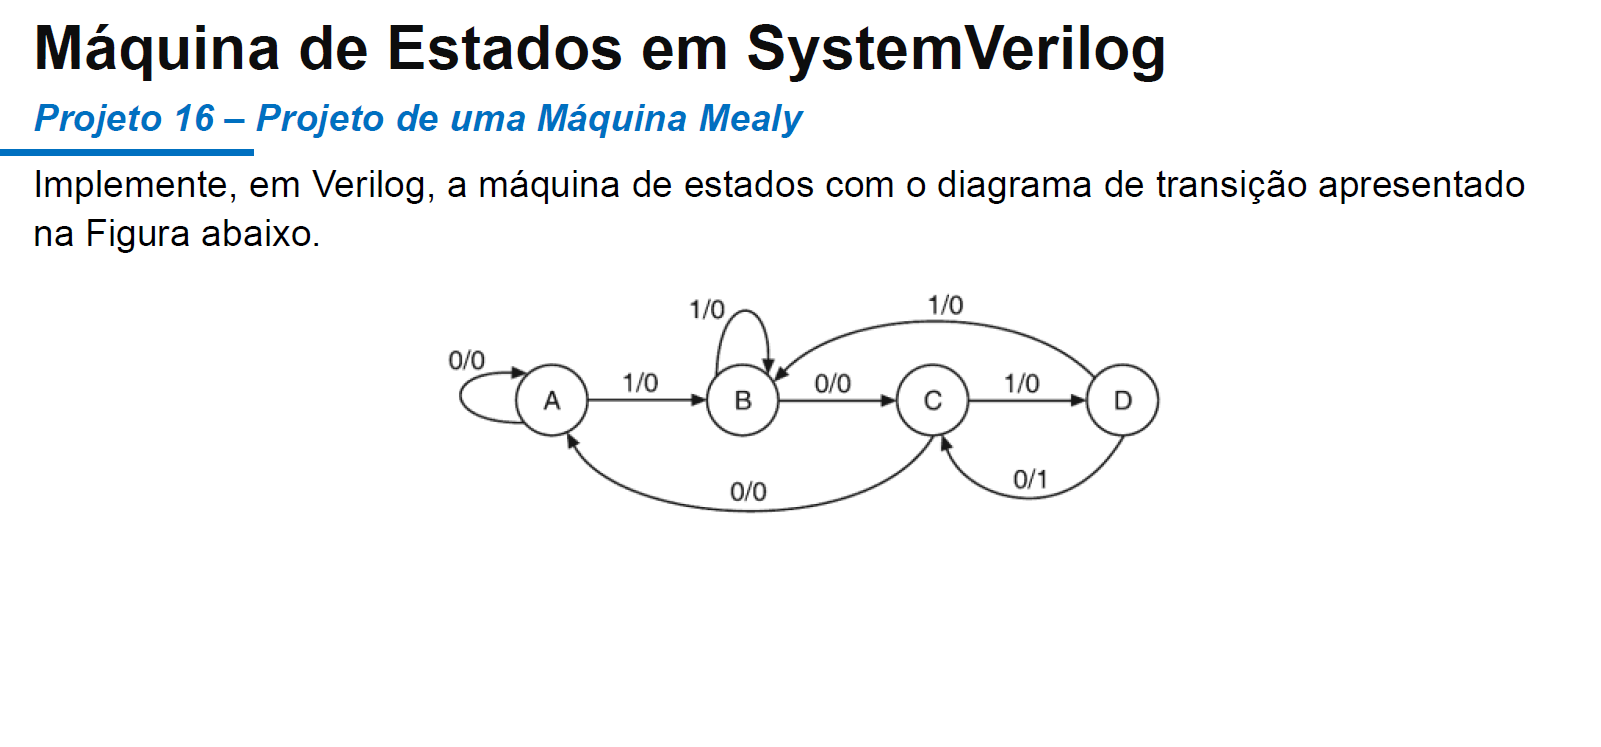 Máquina de Estados em SystemVerilog
Projeto 16 – Projeto de uma Máquina Mealy
Implemente, em Verilog, a máquina de estados com o diagrama de transição apresentado
na Figura abaixo.
1/0
1/0
0/0
1/0
0/0
1/0
A
B
C
D
0/0
0/1